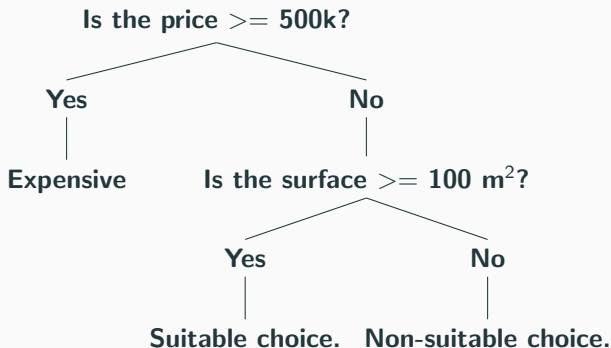 Is the price >= 500k?
Yes
No
Expensive
Is the surface >= 100 m²?
Yes
No
Suitable choice.
Non-suitable choice.